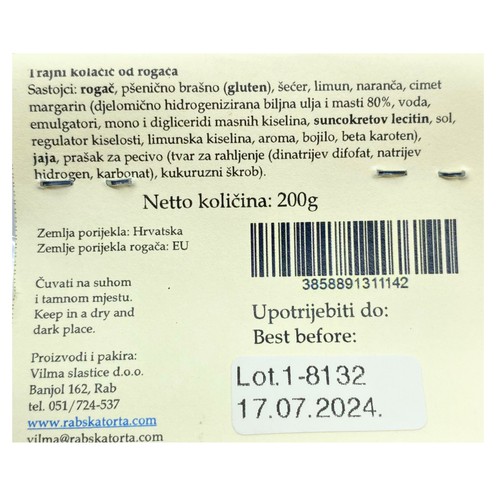 Trajni kolačić od rogača
Sastojci: rogač, pšenično brašno (gluten), šećer, limun, naranča, cimet
margarin (djelomično hidrogenizirana biljna ulja i masti 80%, voda,
emulgatori, mono i digliceridi masnih kiselina, suncokretov lecitin, sol,
regulator kiselosti, limunska kiselina, aroma, bojilo, beta karoten),
jaja, prašak za pecivo (tvar za rahljenje (dinatrijev difofat, natrijev
hidrogen, karbonat), kukuruzni škrob).
Netto količina: 200g
Zemlja porijekla: Hrvatska
Zemlje porijekla rogača: EU
3858891311142
Čuvati na suhom
i tamnom mjestu.
Keep in a dry and
dark place.
Upotrijebiti do:
Best before:
Lot.1-8132
17.07.2024.
Proizvodi i pakira:
Vilma slastice d.o.o.
Banjol 162, Rab
tel. 051/724-537
www.rabskatorta.com
vilma@rabskatorta.com